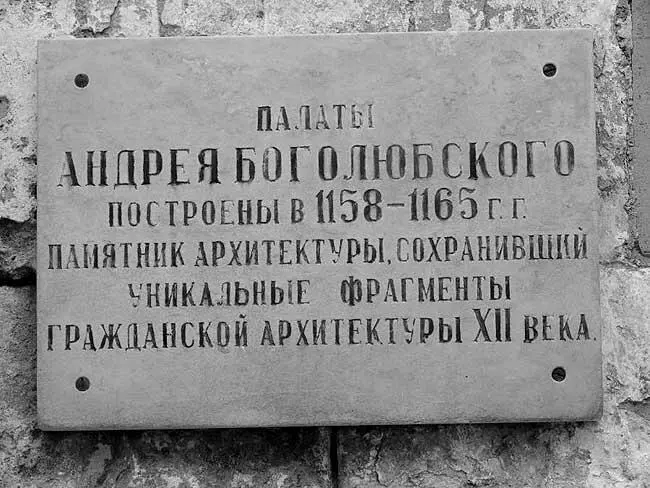 ПАЛАТЫ
АНДРЕЯ БОГОЛЮБСКОГО
ПОСТРОЕНЫ В 1158–1165 Г. Г.
ПАМЯТНИК АРХИТЕКТУРЫ, СОХРАНИВШИЙ
УНИКАЛЬНЫЕ ФРАГМЕНТЫ
ГРАЖДАНСКОЙ АРХИТЕКТУРЫ XII ВЕКА.